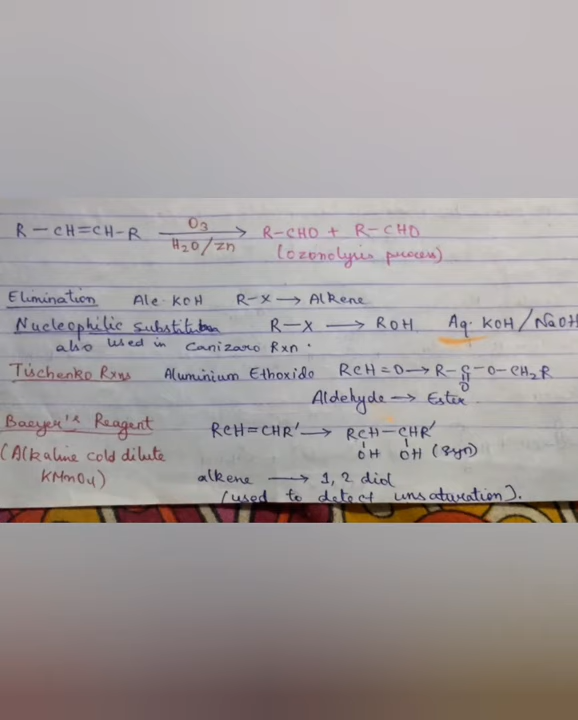 R — CH=CH-R O3 H2O/Zn → R-CHO + R-CHO
(ozonolysis process)
Elimination Alc. KOH R-X → Alkene
Nucleophilic substitution R—X → ROH Aq. KOH/NaOH
also used in Canizaro Rxn.
Tischenko Rxn Aluminium Ethoxide RCH=O → R-C-O-CH2R
O
Aldehyde → Ester
Baeyer's Reagent RCH=CHR' → RCH-CHR'
(Alkaline cold dilute OH OH (syn)
KMnO4) alkene → 1,2 diol
(used to detect unsaturation).